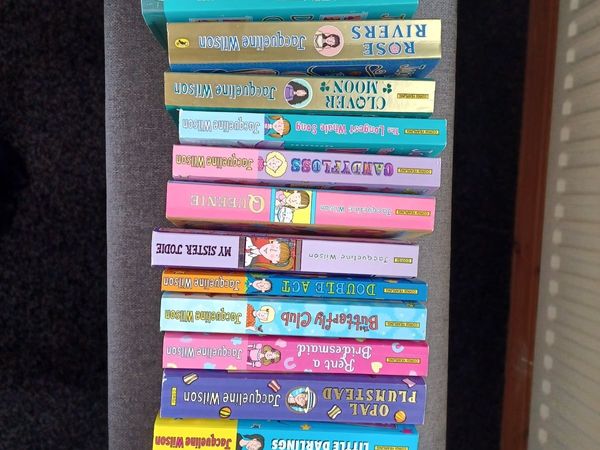 ROSE
RIVERS
Jacqueline Wilson
CLOVER
MOON
Jacqueline Wilson
The Longest Whale Song
Jacqueline Wilson
CANDYFLOSS
Jacqueline Wilson
Jacqueline Wilson
QUEENIE
Jacqueline Wilson
MY SISTER JODIE
DOUBLE ACT
Jacqueline Wilson
The
Butterfly Club
Jacqueline Wilson
Rent a
Bridesmaid
Jacqueline Wilson
OPAL
PLUMSTEAD
Jacqueline Wilson
LITTLE DARLINGS
Jacqueline Wilson